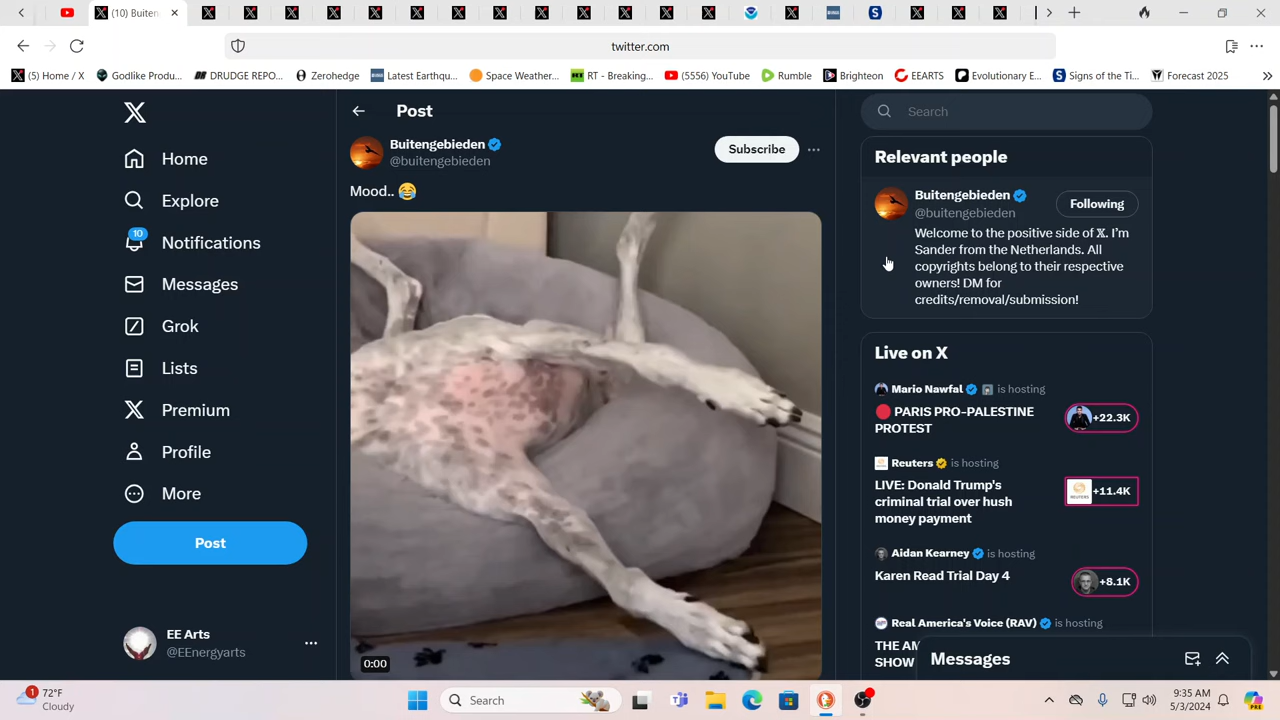 (10) Buiten
twitter.com
(5) Home / X
Godlike Produ...
DRUDGE REPO...
Zerohedge
Latest Earthqu...
Space Weather...
RT - Breaking...
(5556) YouTube
Rumble
Brighteon
EEARTS
Evolutionary E...
Signs of the Ti...
Forecast 2025
Home
Explore
10
Notifications
Messages
Grok
Lists
Premium
Profile
More
Post
EE Arts
@EEnergyarts
Post
Buitengebieden
@buitengebieden
Subscribe
Mood.. 😂
0:00
Search
Relevant people
Buitengebieden
@buitengebieden
Following
Welcome to the positive side of 𝕏. I'm
Sander from the Netherlands. All
copyrights belong to their respective
owners! DM for
credits/removal/submission!
Live on X
Mario Nawfal is hosting
🔴 PARIS PRO-PALESTINE
PROTEST
+22.3K
Reuters is hosting
LIVE: Donald Trump's
criminal trial over hush
money payment
+11.4K
Aidan Kearney is hosting
Karen Read Trial Day 4
+8.1K
Real America's Voice (RAV) is hosting
THE AM
SHOW
Messages
1
72°F
Cloudy
Search
9:35 AM
5/3/2024
PRE